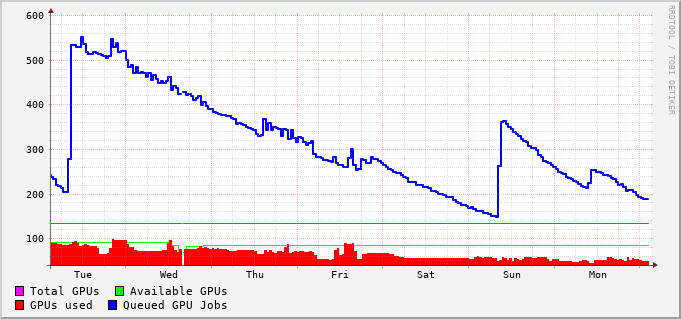 600
500
400
300
200
100
Tue Wed Thu Fri Sat Sun Mon
Total GPUs Available GPUs
GPUs used Queued GPU Jobs
RRDTOOL / TOBI OETIKER